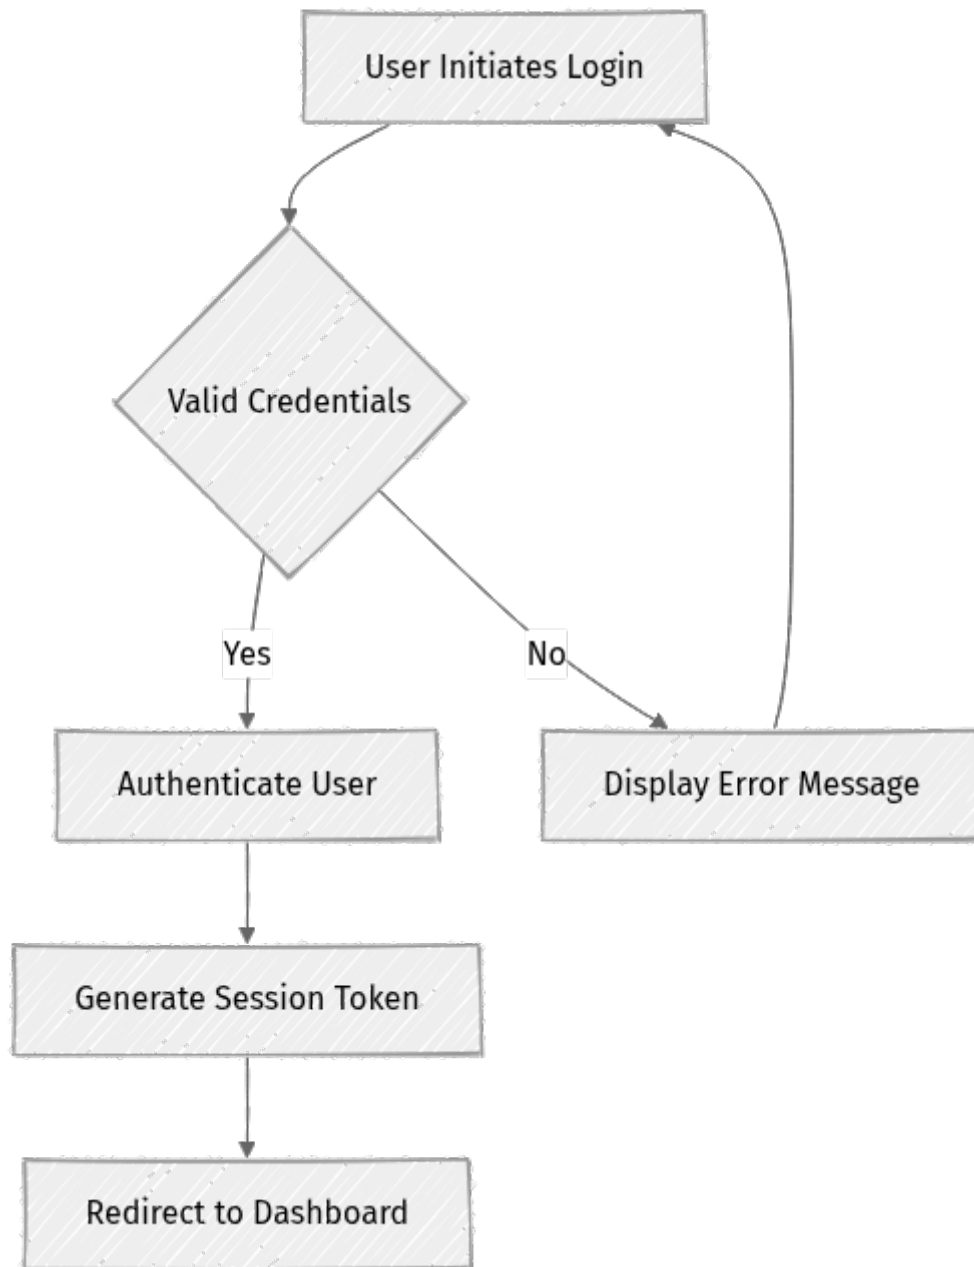 User Initiates Login
Valid Credentials
Yes
No
Authenticate User
Display Error Message
Generate Session Token
Redirect to Dashboard